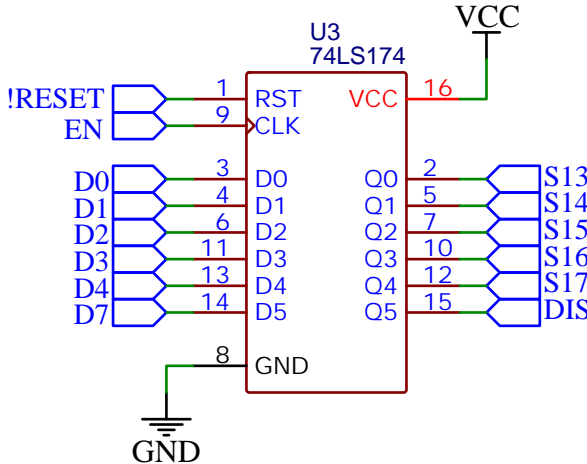 VCC
U3
74LS174
!RESET 1 RST VCC 16
EN 9 CLK
D0 3 D0 Q0 2 S13
D1 4 D1 Q1 5 S14
D2 6 D2 Q2 7 S15
D3 11 D3 Q3 10 S16
D4 13 D4 Q4 12 S17
D7 14 D5 Q5 15 DIS
8 GND
GND